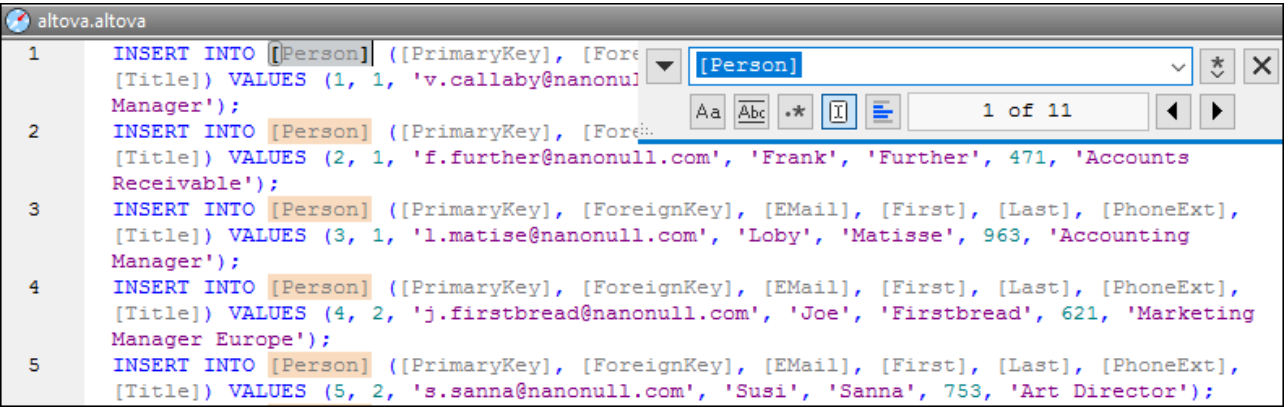 altova.altova
1 INSERT INTO [Person] ([PrimaryKey], [Fore
[Title]) VALUES (1, 1, 'v.callaby@nanonul
Manager');
[Person]
Aa Abc .* 1 of 11
2 INSERT INTO [Person] ([PrimaryKey], [Fore
[Title]) VALUES (2, 1, 'f.further@nanonull.com', 'Frank', 'Further', 471, 'Accounts
Receivable');
3 INSERT INTO [Person] ([PrimaryKey], [ForeignKey], [EMail], [First], [Last], [PhoneExt],
[Title]) VALUES (3, 1, 'l.matise@nanonull.com', 'Loby', 'Matisse', 963, 'Accounting
Manager');
4 INSERT INTO [Person] ([PrimaryKey], [ForeignKey], [EMail], [First], [Last], [PhoneExt],
[Title]) VALUES (4, 2, 'j.firstbread@nanonull.com', 'Joe', 'Firstbread', 621, 'Marketing
Manager Europe');
5 INSERT INTO [Person] ([PrimaryKey], [ForeignKey], [EMail], [First], [Last], [PhoneExt],
[Title]) VALUES (5, 2, 's.sanna@nanonull.com', 'Susi', 'Sanna', 753, 'Art Director');